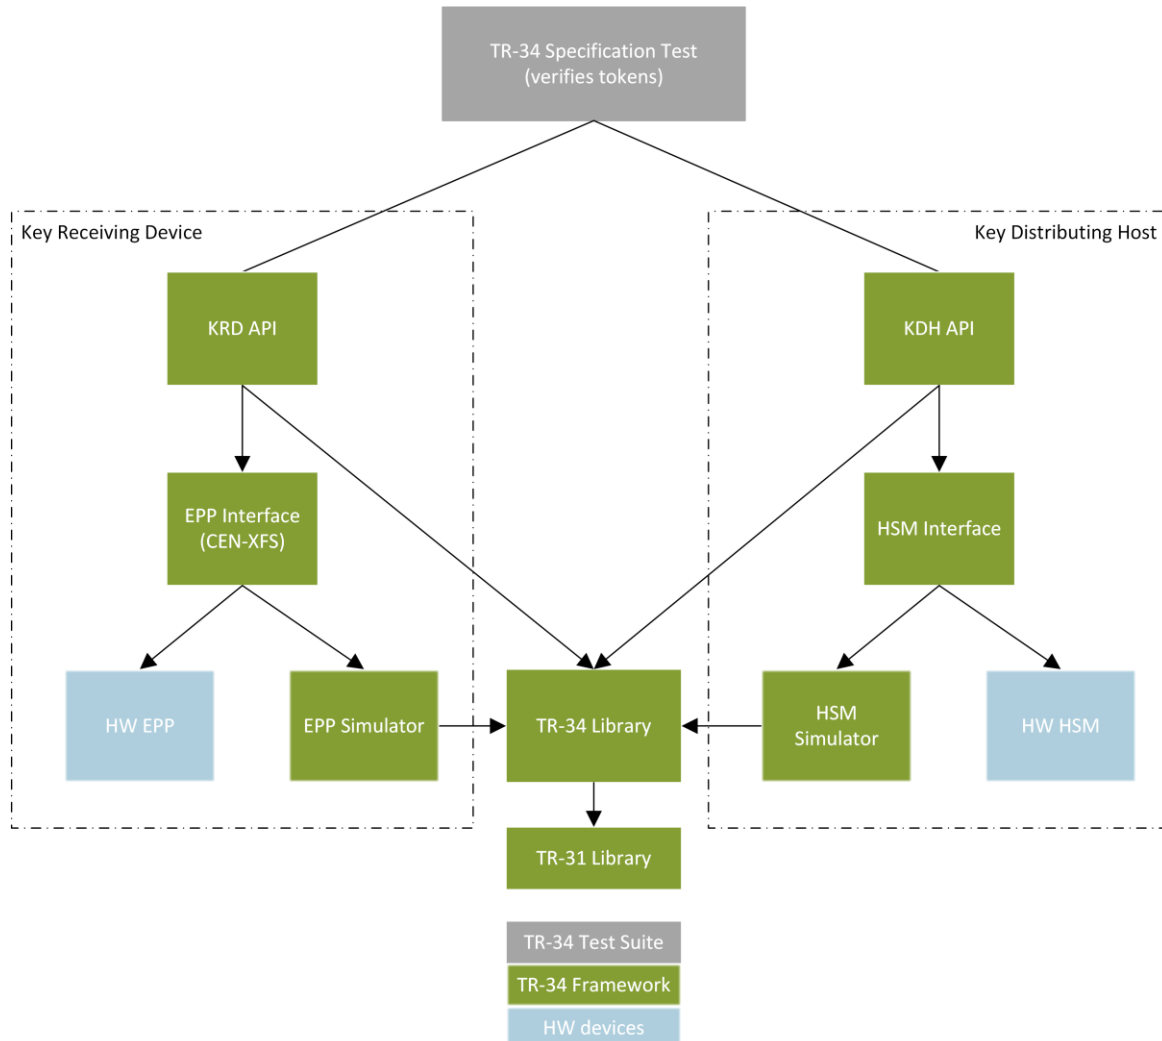 TR-34 Specification Test
(verifies tokens)
Key Receiving Device
Key Distributing Host
KRD API
KDH API
EPP Interface
(CEN-XFS)
HSM Interface
HW EPP
EPP Simulator
TR-34 Library
HSM
Simulator
HW HSM
TR-31 Library
TR-34 Test Suite
TR-34 Framework
HW devices